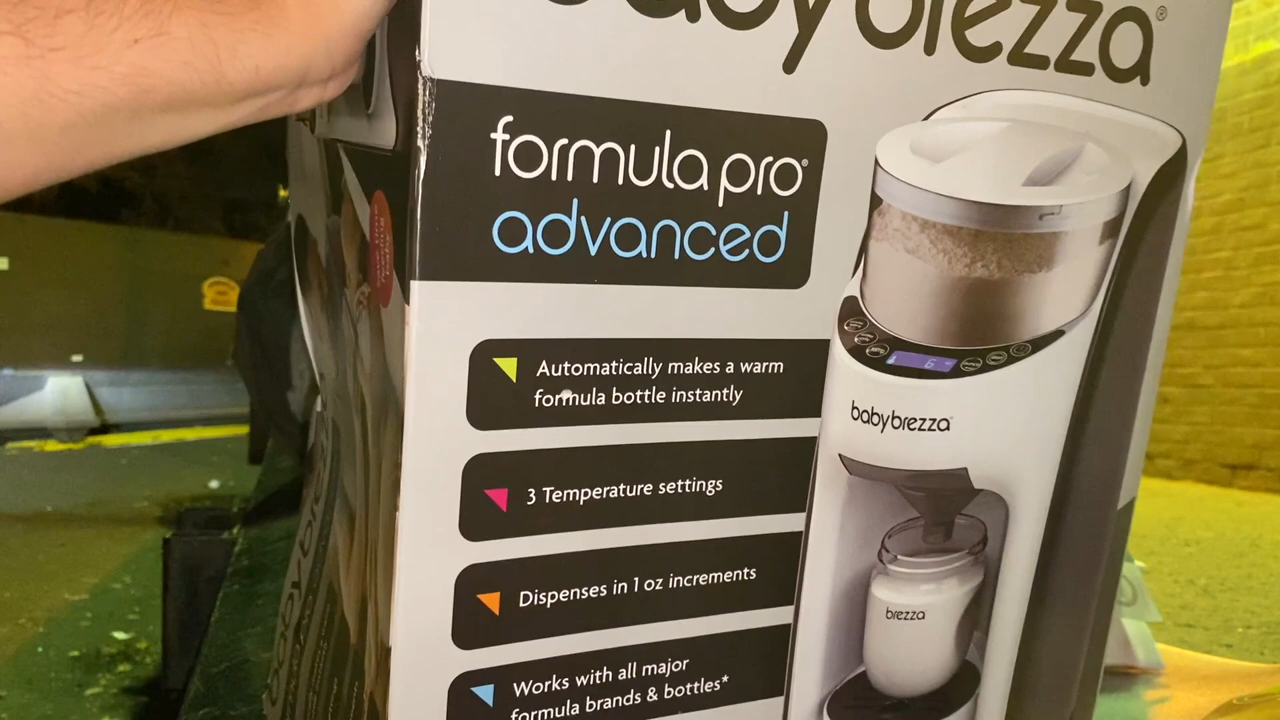 baby brezza®
formula pro®
advanced
Automatically makes a warm
formula bottle instantly
3 Temperature settings
Dispenses in 1 oz increments
Works with all major
formula brands & bottles*
6
babybrezza
brezza